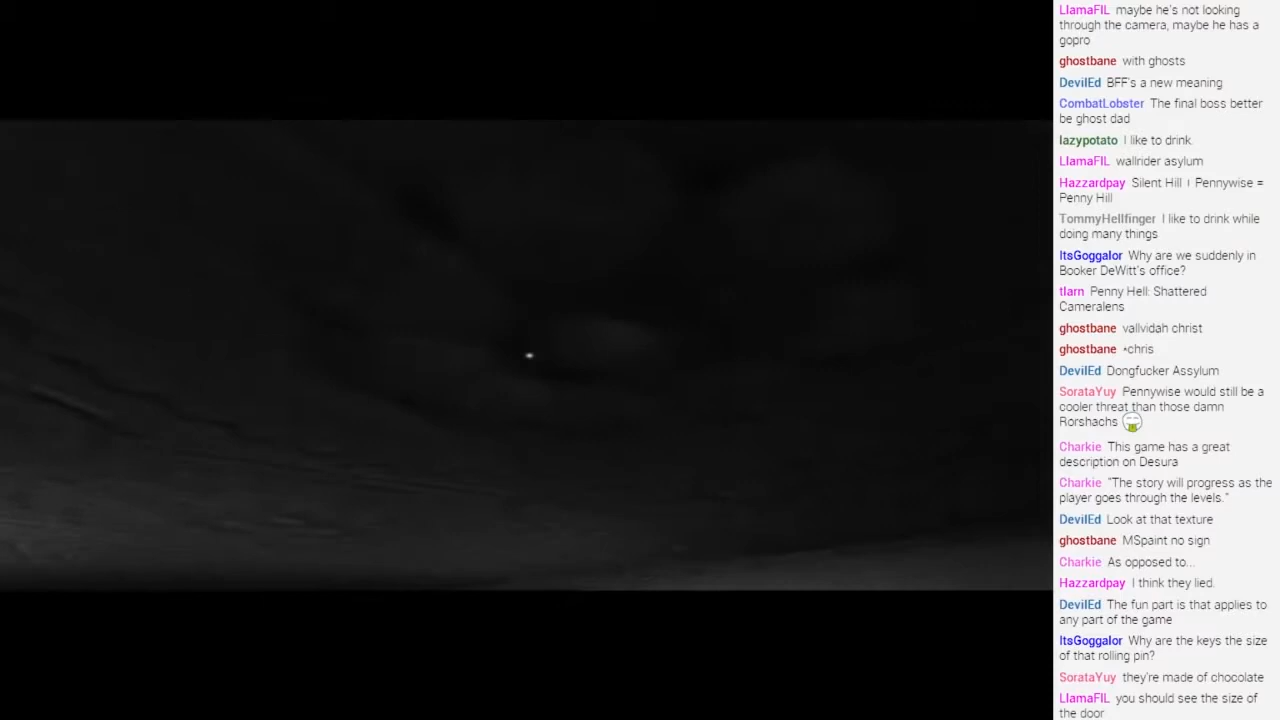 LlamaFIL maybe he's not looking
through the camera, maybe he has a
gopro
ghostbane with ghosts
DevilEd BFF's a new meaning
CombatLobster The final boss better
be ghost dad
lazypotato I like to drink.
LlamaFIL wallrider asylum
Hazzardpay Silent Hill + Pennywise =
Penny Hill
TommyHellfinger I like to drink while
doing many things
ItsGoggalor Why are we suddenly in
Booker DeWitt's office?
tlarn Penny Hell: Shattered
Cameralens
ghostbane vallvidah christ
ghostbane *chris
DevilEd Dongfucker Assylum
SorataYuy Pennywise would still be a
cooler threat than those damn
Rorshachs
Charkie This game has a great
description on Desura
Charkie "The story will progress as the
player goes through the levels."
DevilEd Look at that texture
ghostbane MSpaint no sign
Charkie As opposed to...
Hazzardpay I think they lied.
DevilEd The fun part is that applies to
any part of the game
ItsGoggalor Why are the keys the size
of that rolling pin?
SorataYuy they're made of chocolate
LlamaFIL you should see the size of
the door